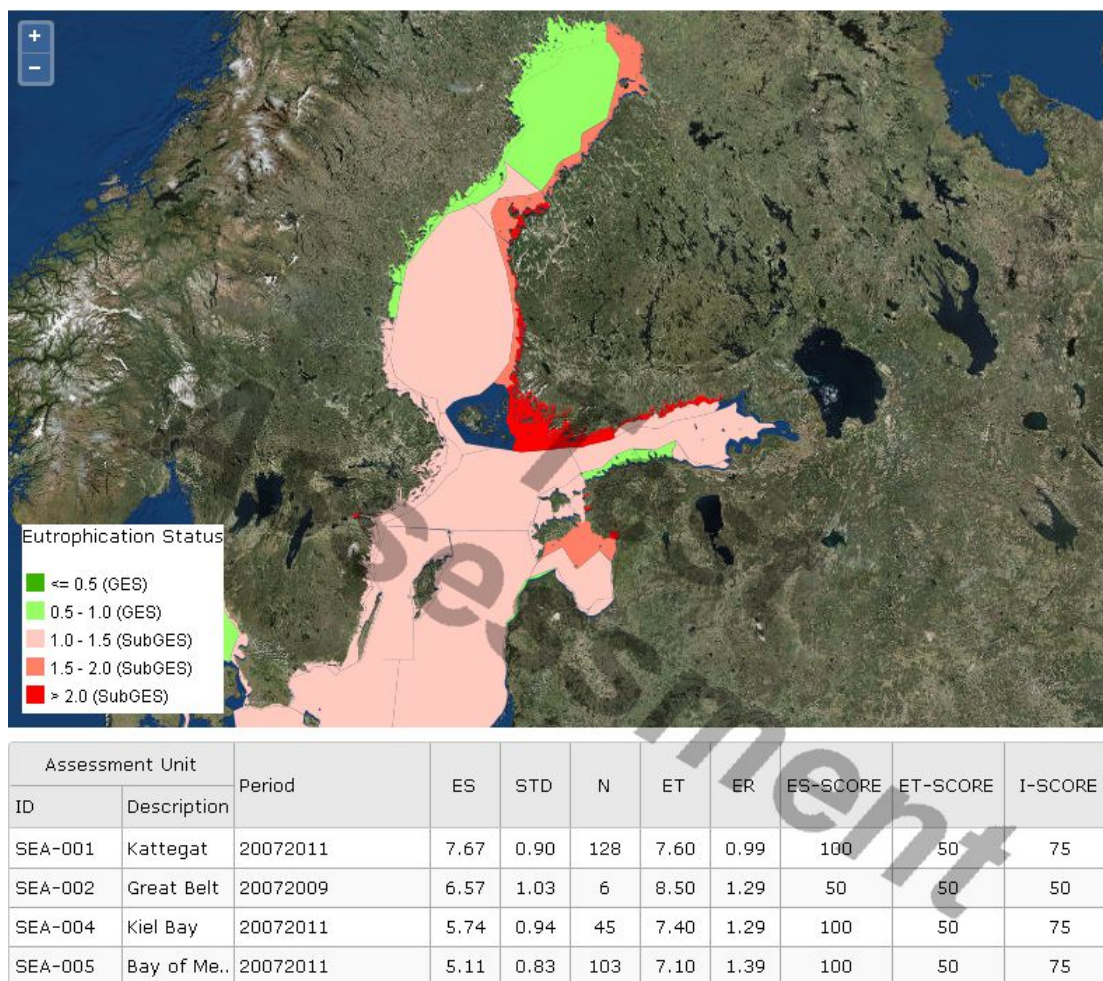 +
−
Eutrophication Status
<= 0.5 (GES)
0.5 - 1.0 (GES)
1.0 - 1.5 (SubGES)
1.5 - 2.0 (SubGES)
> 2.0 (SubGES)
Assessment Unit Period ES STD N ET ER ES-SCORE ET-SCORE I-SCORE
ID Description
SEA-001 Kattegat 20072011 7.67 0.90 128 7.60 0.99 100 50 75
SEA-002 Great Belt 20072009 6.57 1.03 6 8.50 1.29 50 50 50
SEA-004 Kiel Bay 20072011 5.74 0.94 45 7.40 1.29 100 50 75
SEA-005 Bay of Me.. 20072011 5.11 0.83 103 7.10 1.39 100 50 75